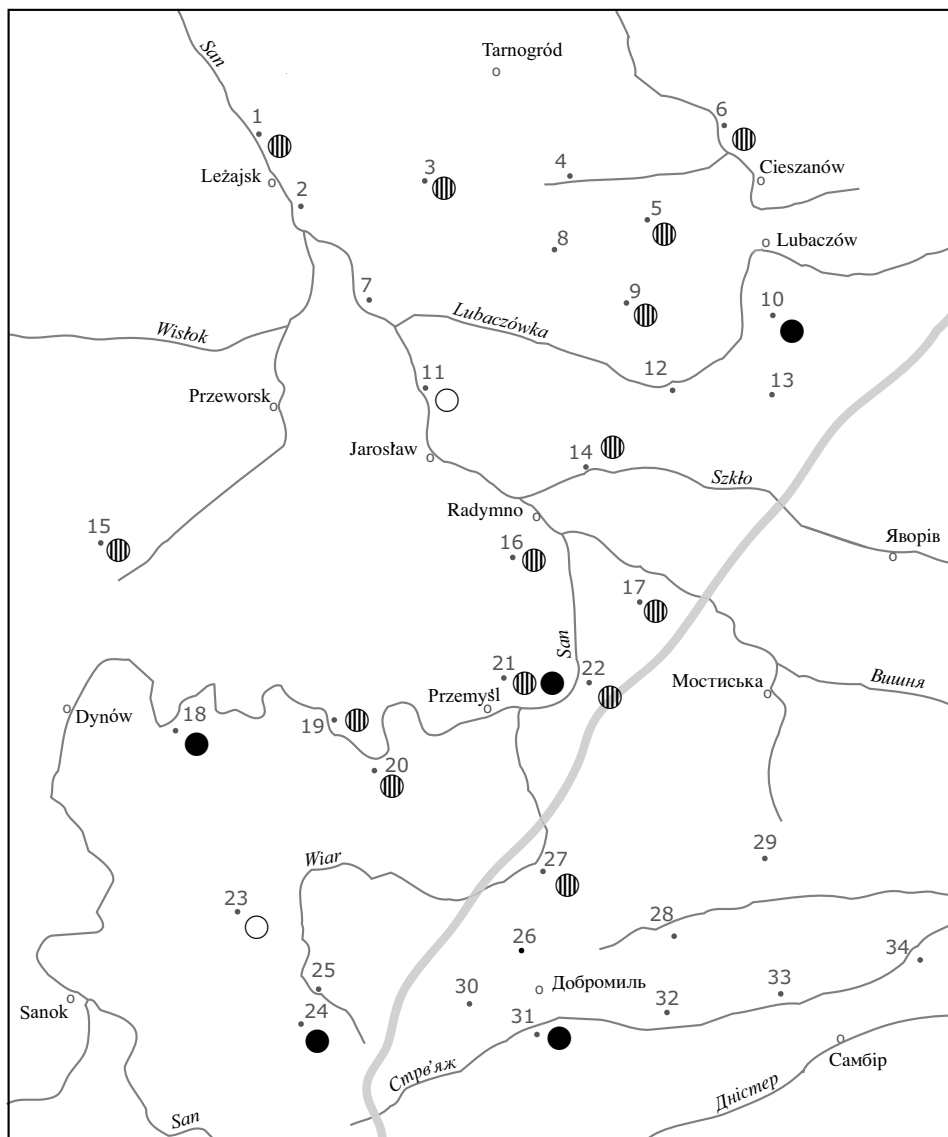 San
Tarnogród
1
6
Leżajsk
3
4
Cieszanów
2
5
8
Lubaczów
7
9
10
Wisłok
Lubaczówka
11
12
13
Przeworsk
Jarosław
14
Szkło
Radymno
15
16
Яворів
17
San
21
22
Мостиська
Вишня
Dynów
18
19
Przemyśl
20
Wiar
27
29
23
28
26
34
25
30
Добромиль
33
Sanok
24
31
32
Стрв'яж
Самбір
San
Дністер